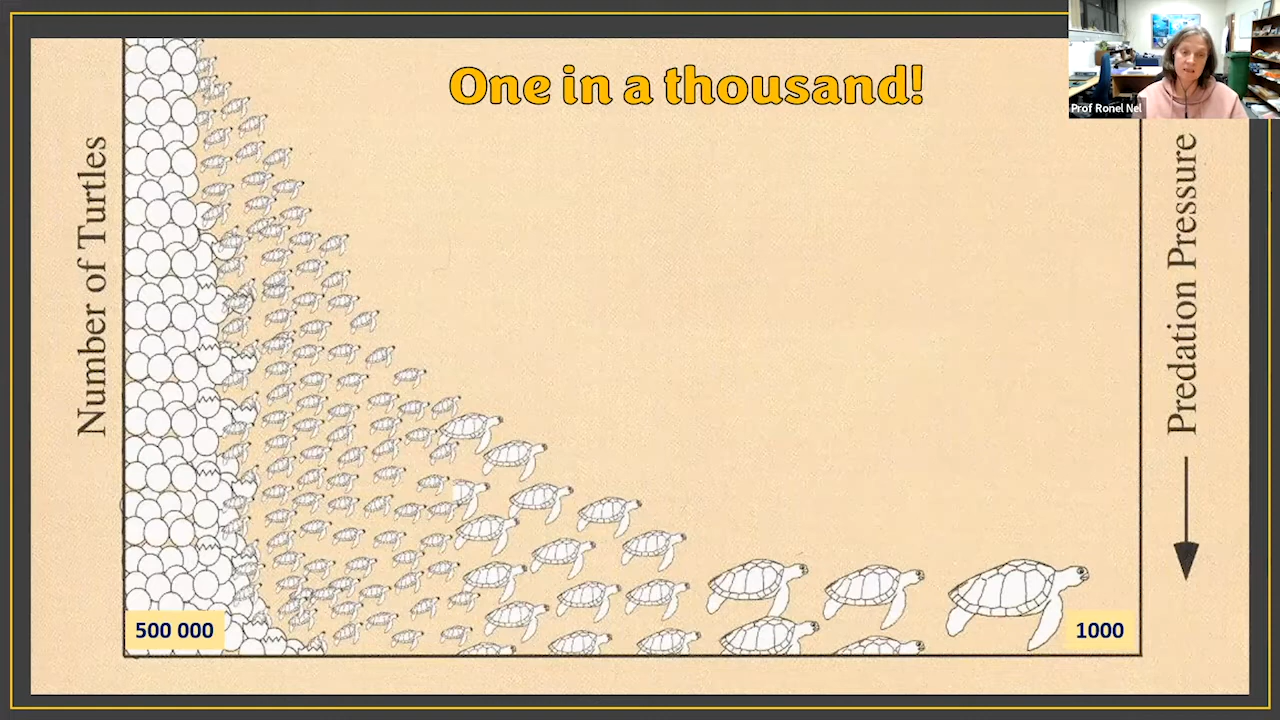 One in a thousand!
Prof Ronel Nel
Number of Turtles
Predation Pressure
500 000
1000